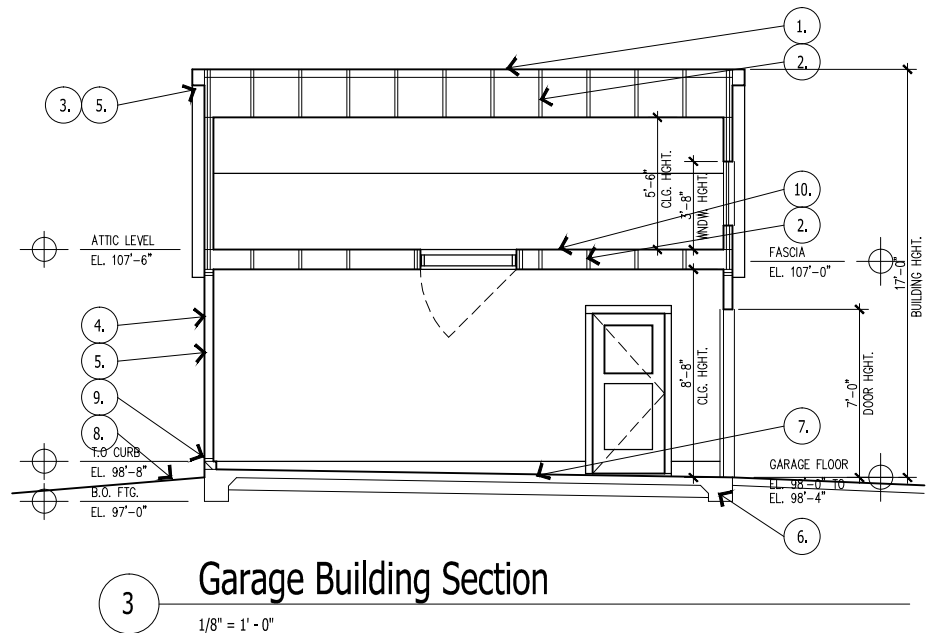 1.
2.
3.
5.
5'-6"
CLG. HGHT.
3'-8"
WNDW. HGHT.
10.
2.
ATTIC LEVEL
EL. 107'-6"
FASCIA
EL. 107'-0"
17'-0"
BUILDING HGHT.
4.
5.
9.
8.
8'-8"
CLG. HGHT.
7'-0"
DOOR HGHT.
7.
T.O CURB
EL. 98'-8"
B.O. FTG.
EL. 97'-0"
GARAGE FLOOR
EL. 98'-0" TO
EL. 98'-4"
6.
3
Garage Building Section
1/8" = 1' - 0"